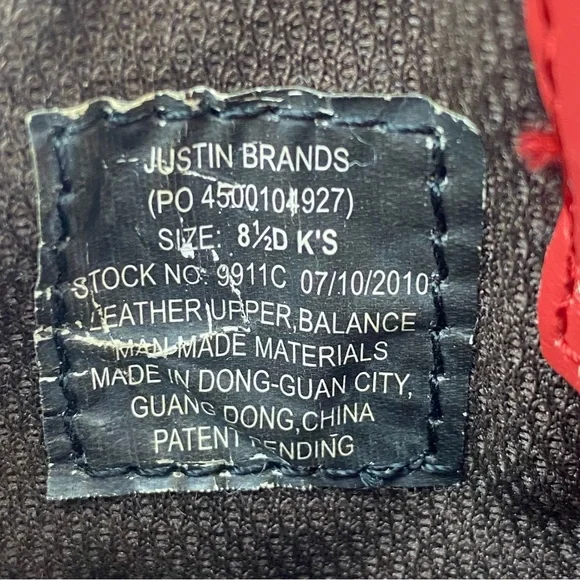 JUSTIN BRANDS
(PO 4500104927)
SIZE: 8½D K'S
STOCK NO: 9911C 07/10/2010
LEATHER UPPER,BALANCE
MAN-MADE MATERIALS
MADE IN DONG-GUAN CITY,
GUANG DONG,CHINA
PATENT PENDING